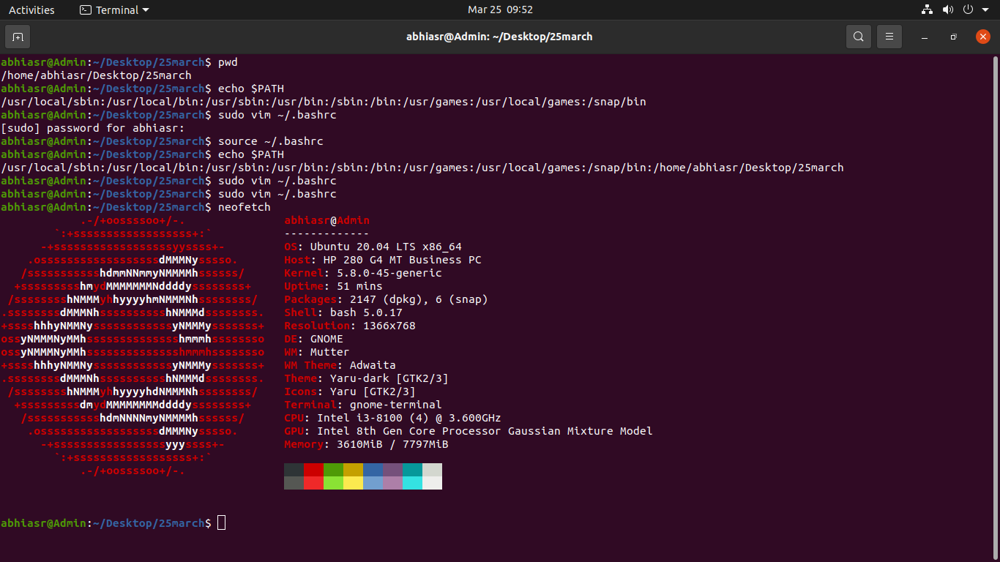 Activities Terminal Mar 25 09:52
abhiasr@Admin: ~/Desktop/25march
abhiasr@Admin:~/Desktop/25march$ pwd
/home/abhiasr/Desktop/25march
abhiasr@Admin:~/Desktop/25march$ echo $PATH
/usr/local/sbin:/usr/local/bin:/usr/sbin:/usr/bin:/sbin:/bin:/usr/games:/usr/local/games:/snap/bin
abhiasr@Admin:~/Desktop/25march$ sudo vim ~/.bashrc
[sudo] password for abhiasr:
abhiasr@Admin:~/Desktop/25march$ source ~/.bashrc
abhiasr@Admin:~/Desktop/25march$ echo $PATH
/usr/local/sbin:/usr/local/bin:/usr/sbin:/usr/bin:/sbin:/bin:/usr/games:/usr/local/games:/snap/bin:/home/abhiasr/Desktop/25march
abhiasr@Admin:~/Desktop/25march$ sudo vim ~/.bashrc
abhiasr@Admin:~/Desktop/25march$ sudo vim ~/.bashrc
abhiasr@Admin:~/Desktop/25march$ neofetch
.-/+oossssoo+/-. abhiasr@Admin
`:+ssssssssssssssssss+:` -------------
-+ssssssssssssssssssyyssss+- OS: Ubuntu 20.04 LTS x86_64
.ossssssssssssssssssdMMMNysssso. Host: HP 280 G4 MT Business PC
/ssssssssssshdmmNNmmyNMMMMhssssss/ Kernel: 5.8.0-45-generic
+ssssssssshmydMMMMMMMNddddyssssssss+ Uptime: 51 mins
/sssssssshNMMMyhhyyyyhmNMMMNhssssssss/ Packages: 2147 (dpkg), 6 (snap)
.ssssssssdMMMNhsssssssssshNMMMdssssssss. Shell: bash 5.0.17
+sssshhhyNMMNyssssssssssssyNMMMysssssss+ Resolution: 1366x768
ossyNMMMNyMMhsssssssssssssshmmmhssssssso DE: GNOME
ossyNMMMNyMMhsssssssssssssshmmmhssssssso WM: Mutter
+sssshhhyNMMNyssssssssssssyNMMMysssssss+ WM Theme: Adwaita
.ssssssssdMMMNhsssssssssshNMMMdssssssss. Theme: Yaru-dark [GTK2/3]
/sssssssshNMMMyhhyyyyhdNMMMNhssssssss/ Icons: Yaru [GTK2/3]
+sssssssssdmydMMMMMMMMddddyssssssss+ Terminal: gnome-terminal
/ssssssssssshdmNNNNmyNMMMMhssssss/ CPU: Intel i3-8100 (4) @ 3.600GHz
.ossssssssssssssssssdMMMNysssso. GPU: Intel 8th Gen Core Processor Gaussian Mixture Model
-+sssssssssssssssssyyyssss+- Memory: 3610MiB / 7797MiB
`:+ssssssssssssssssss+:`
.-/+oossssoo+/-.
abhiasr@Admin:~/Desktop/25march$